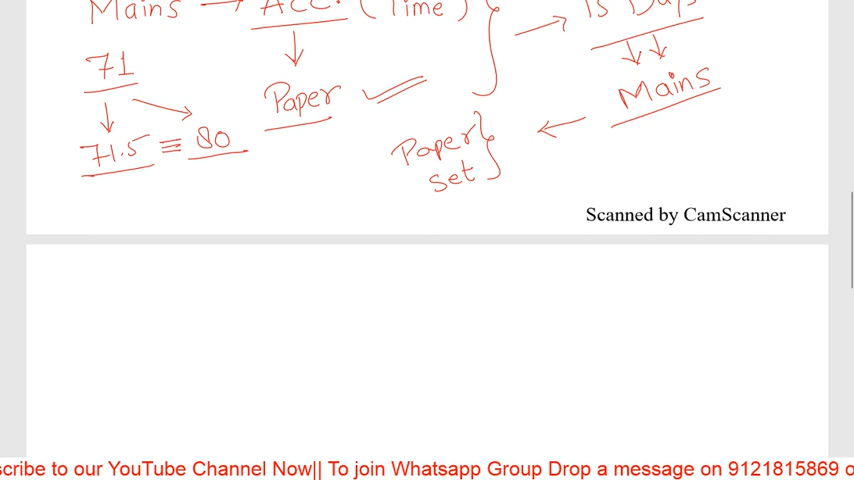 Mains → Acc. (Time) } → 15 Days
71
Paper
Mains
71.5 ≡ 80
Paper }
set
Scanned by CamScanner
scribe to our YouTube Channel Now|| To join Whatsapp Group Drop a message on 9121815869 o